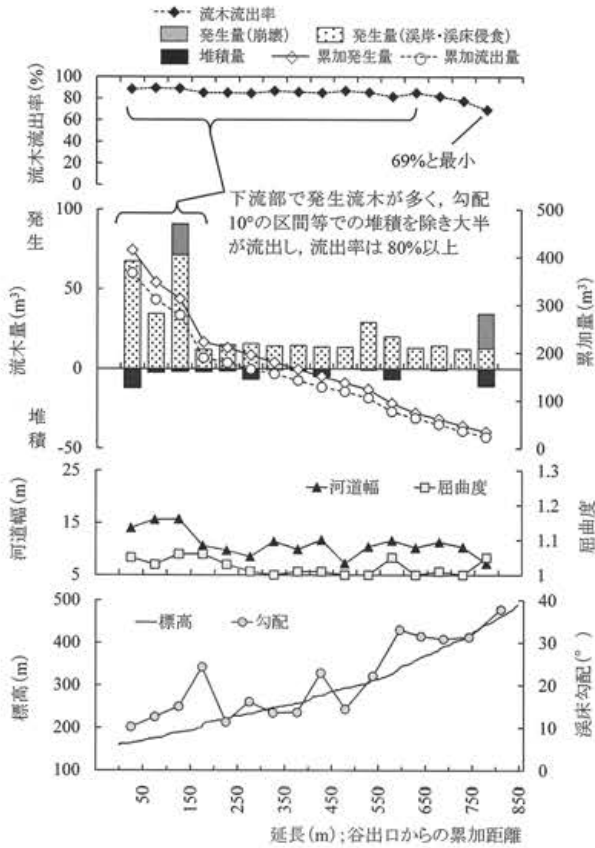 流木流出率
発生量(崩壊) 発生量(渓岸・渓床侵食)
堆積量 累加発生量 累加流出量
流木流出率(%)
100
80
60
40
20
0
69%と最小
下流部で発生流木が多く,勾配
10°の区間等での堆積を除き大半
が流出し,流出率は80%以上
発生
流木量(m³)
堆積
100
50
0
-50
累加量(m³)
500
400
300
200
100
0
河道幅(m)
25
15
5
河道幅 屈曲度
屈曲度
1.3
1.2
1.1
1
標高(m)
500
400
300
200
100
標高 勾配
渓床勾配(°)
40
30
20
10
0
50 150 250 350 450 550 650 750 850
延長(m);谷出口からの累加距離